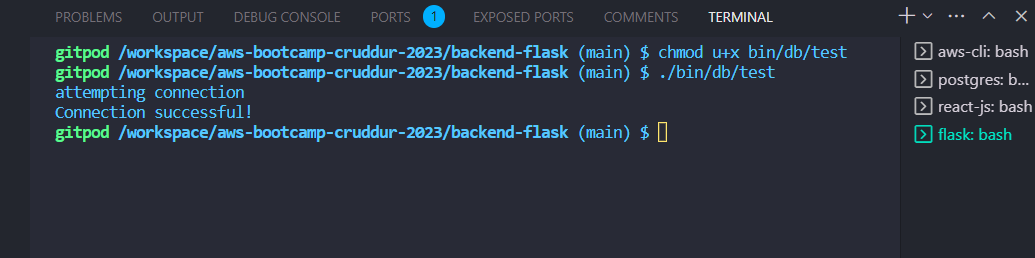 PROBLEMS OUTPUT DEBUG CONSOLE PORTS 1 EXPOSED PORTS COMMENTS TERMINAL
gitpod /workspace/aws-bootcamp-cruddur-2023/backend-flask (main) $ chmod u+x bin/db/test
gitpod /workspace/aws-bootcamp-cruddur-2023/backend-flask (main) $ ./bin/db/test
attempting connection
Connection successful!
gitpod /workspace/aws-bootcamp-cruddur-2023/backend-flask (main) $
aws-cli: bash
postgres: b...
react-js: bash
flask: bash